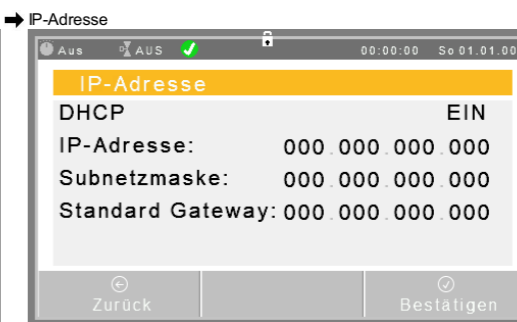 ➡ IP-Adresse
Aus AUS 00:00:00 So 01.01.00
IP-Adresse
DHCP EIN
IP-Adresse: 000.000.000.000
Subnetzmaske: 000.000.000.000
Standard Gateway: 000.000.000.000
Zurück Bestätigen